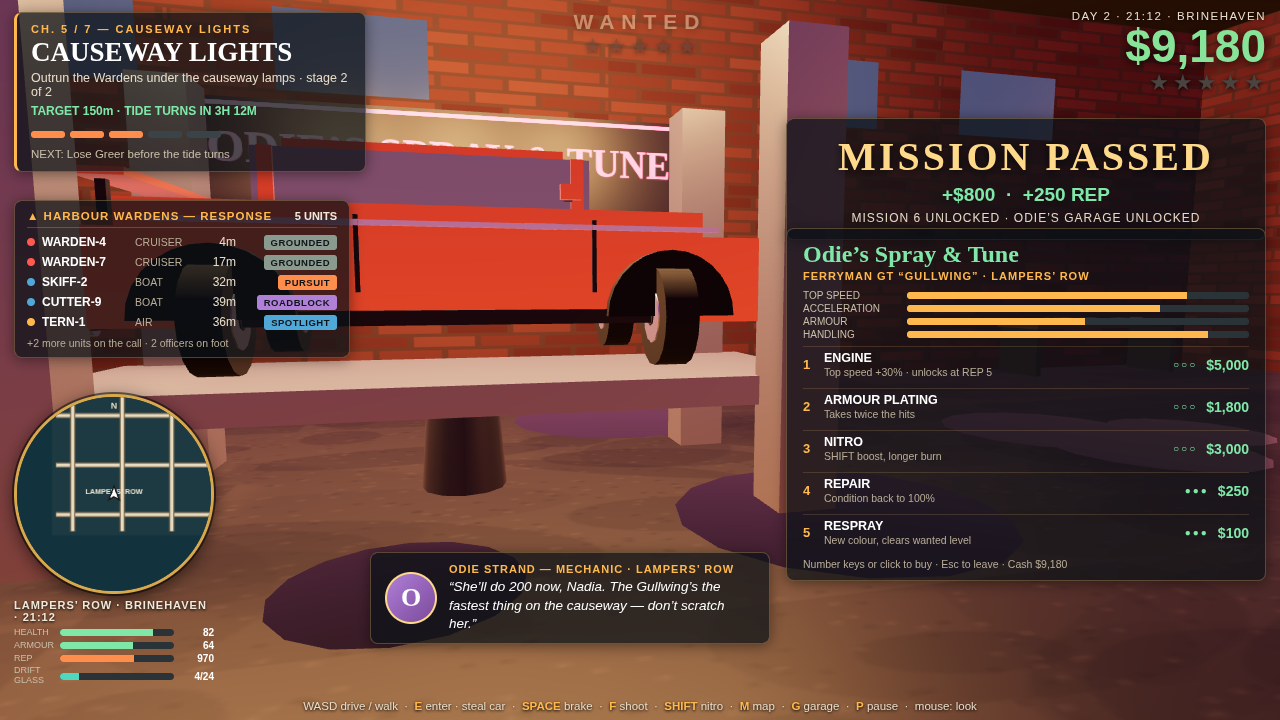 CH. 5 / 7 — CAUSEWAY LIGHTS
CAUSEWAY LIGHTS
Outrun the Wardens under the causeway lamps · stage 2
of 2
TARGET 150m · TIDE TURNS IN 3H 12M
NEXT: Lose Greer before the tide turns
WANTED
★★★★★
DAY 2 · 21:12 · BRINEHAVEN
$9,180
★★★★★
ODIE'S SPRAY & TUNE
▲ HARBOUR WARDENS — RESPONSE 5 UNITS
WARDEN-4 CRUISER 4m GROUNDED
WARDEN-7 CRUISER 17m GROUNDED
SKIFF-2 BOAT 32m PURSUIT
CUTTER-9 BOAT 39m ROADBLOCK
TERN-1 AIR 36m SPOTLIGHT
+2 more units on the call · 2 officers on foot
MISSION PASSED
+$800 · +250 REP
MISSION 6 UNLOCKED · ODIE'S GARAGE UNLOCKED
Odie’s Spray & Tune
FERRYMAN GT “GULLWING” · LAMPERS’ ROW
TOP SPEED
ACCELERATION
ARMOUR
HANDLING
1 ENGINE
Top speed +30% · unlocks at REP 5
○○○ $5,000
2 ARMOUR PLATING
Takes twice the hits
○○○ $1,800
3 NITRO
SHIFT boost, longer burn
○○○ $3,000
4 REPAIR
Condition back to 100%
●●● $250
5 RESPRAY
New colour, clears wanted level
●●● $100
Number keys or click to buy · Esc to leave · Cash $9,180
N
LAMPERS' ROW
LAMPERS' ROW · BRINEHAVEN
· 21:12
HEALTH 82
ARMOUR 64
REP 970
DRIFT
GLASS 4/24
O
ODIE STRAND — MECHANIC · LAMPERS’ ROW
“She’ll do 200 now, Nadia. The Gullwing’s the
fastest thing on the causeway — don’t scratch
her.”
WASD drive / walk · E enter · steal car · SPACE brake · F shoot · SHIFT nitro · M map · G garage · P pause · mouse: look